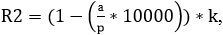 R2 = (1 − (a/p * 10000)) * k,